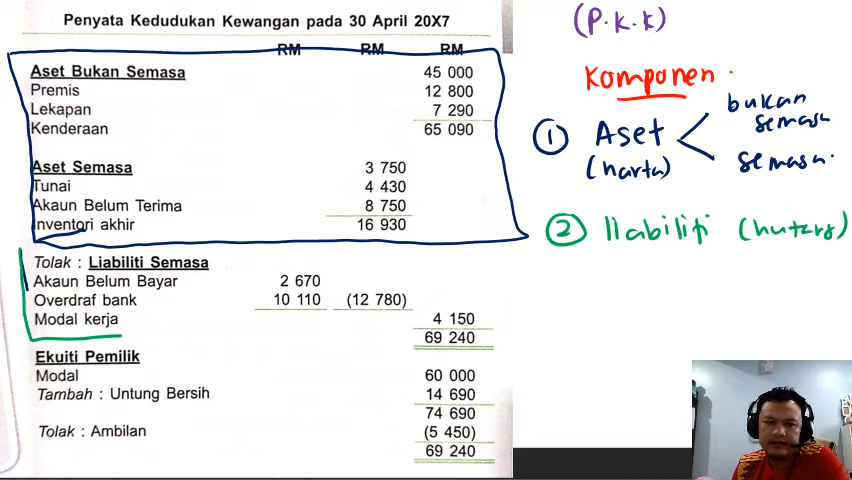 Penyata Kedudukan Kewangan pada 30 April 20X7
RM RM RM
Aset Bukan Semasa 45 000
Premis 12 800
Lekapan 7 290
Kenderaan 65 090
Aset Semasa 3 750
Tunai 4 430
Akaun Belum Terima 8 750
Inventori akhir 16 930
Tolak : Liabiliti Semasa
Akaun Belum Bayar 2 670
Overdraf bank 10 110 (12 780)
Modal kerja 4 150
69 240
Ekuiti Pemilik
Modal 60 000
Tambah : Untung Bersih 14 690
74 690
Tolak : Ambilan (5 450)
69 240
(P.K.K)
Komponen
① Aset
(harta)
bukan
semasa
semasa.
② liabiliti (hutang)